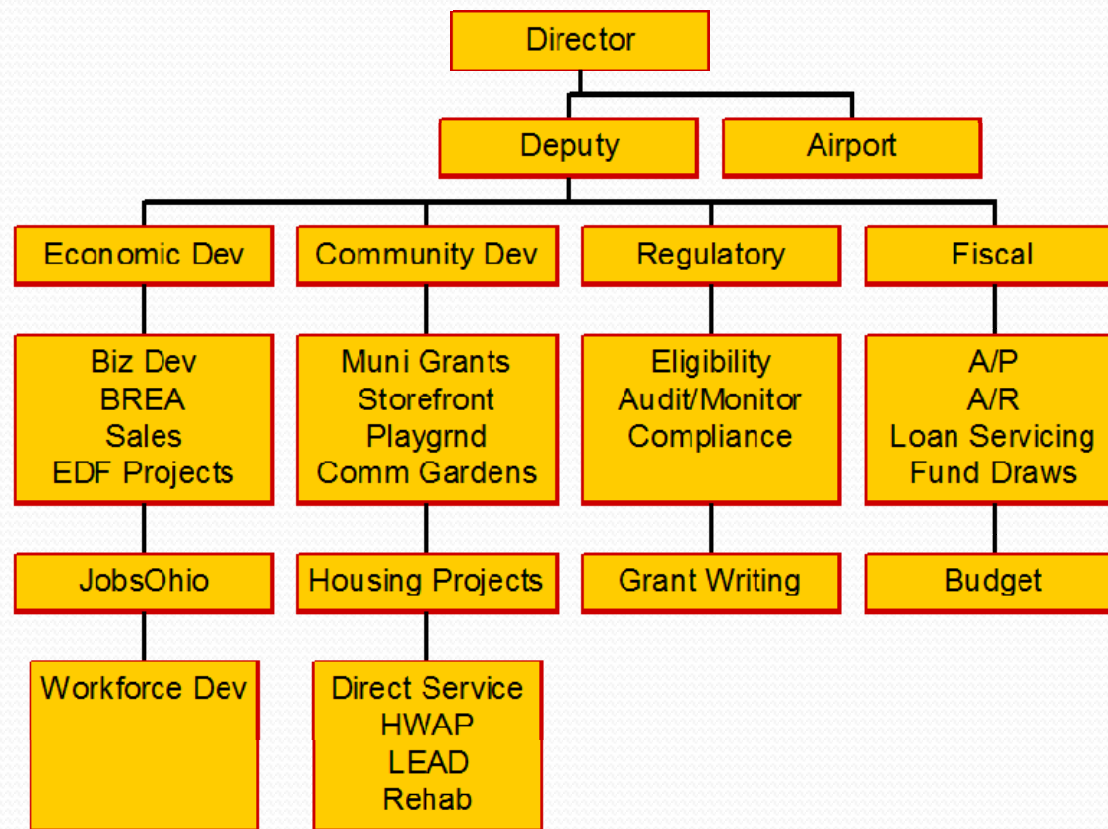 Director
Deputy
Airport
Economic Dev
Community Dev
Regulatory
Fiscal
Biz Dev
BREA
Sales
EDF Projects
Muni Grants
Storefront
Playgrnd
Comm Gardens
Eligibility
Audit/Monitor
Compliance
A/P
A/R
Loan Servicing
Fund Draws
JobsOhio
Housing Projects
Grant Writing
Budget
Workforce Dev
Direct Service
HWAP
LEAD
Rehab